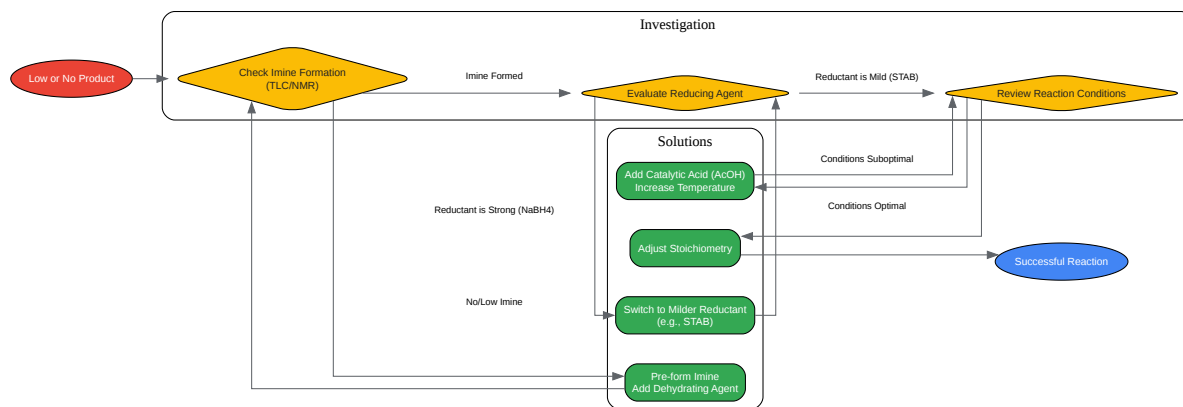 Investigation
Low or No Product
Check Imine Formation
(TLC/NMR)
Imine Formed
Evaluate Reducing Agent
Reductant is Mild (STAB)
Review Reaction Conditions
Solutions
Add Catalytic Acid (AcOH)
Increase Temperature
Conditions Suboptimal
Reductant is Strong (NaBH4)
Conditions Optimal
Adjust Stoichiometry
Successful Reaction
No/Low Imine
Switch to Milder Reductant
(e.g., STAB)
Pre-form Imine
Add Dehydrating Agent